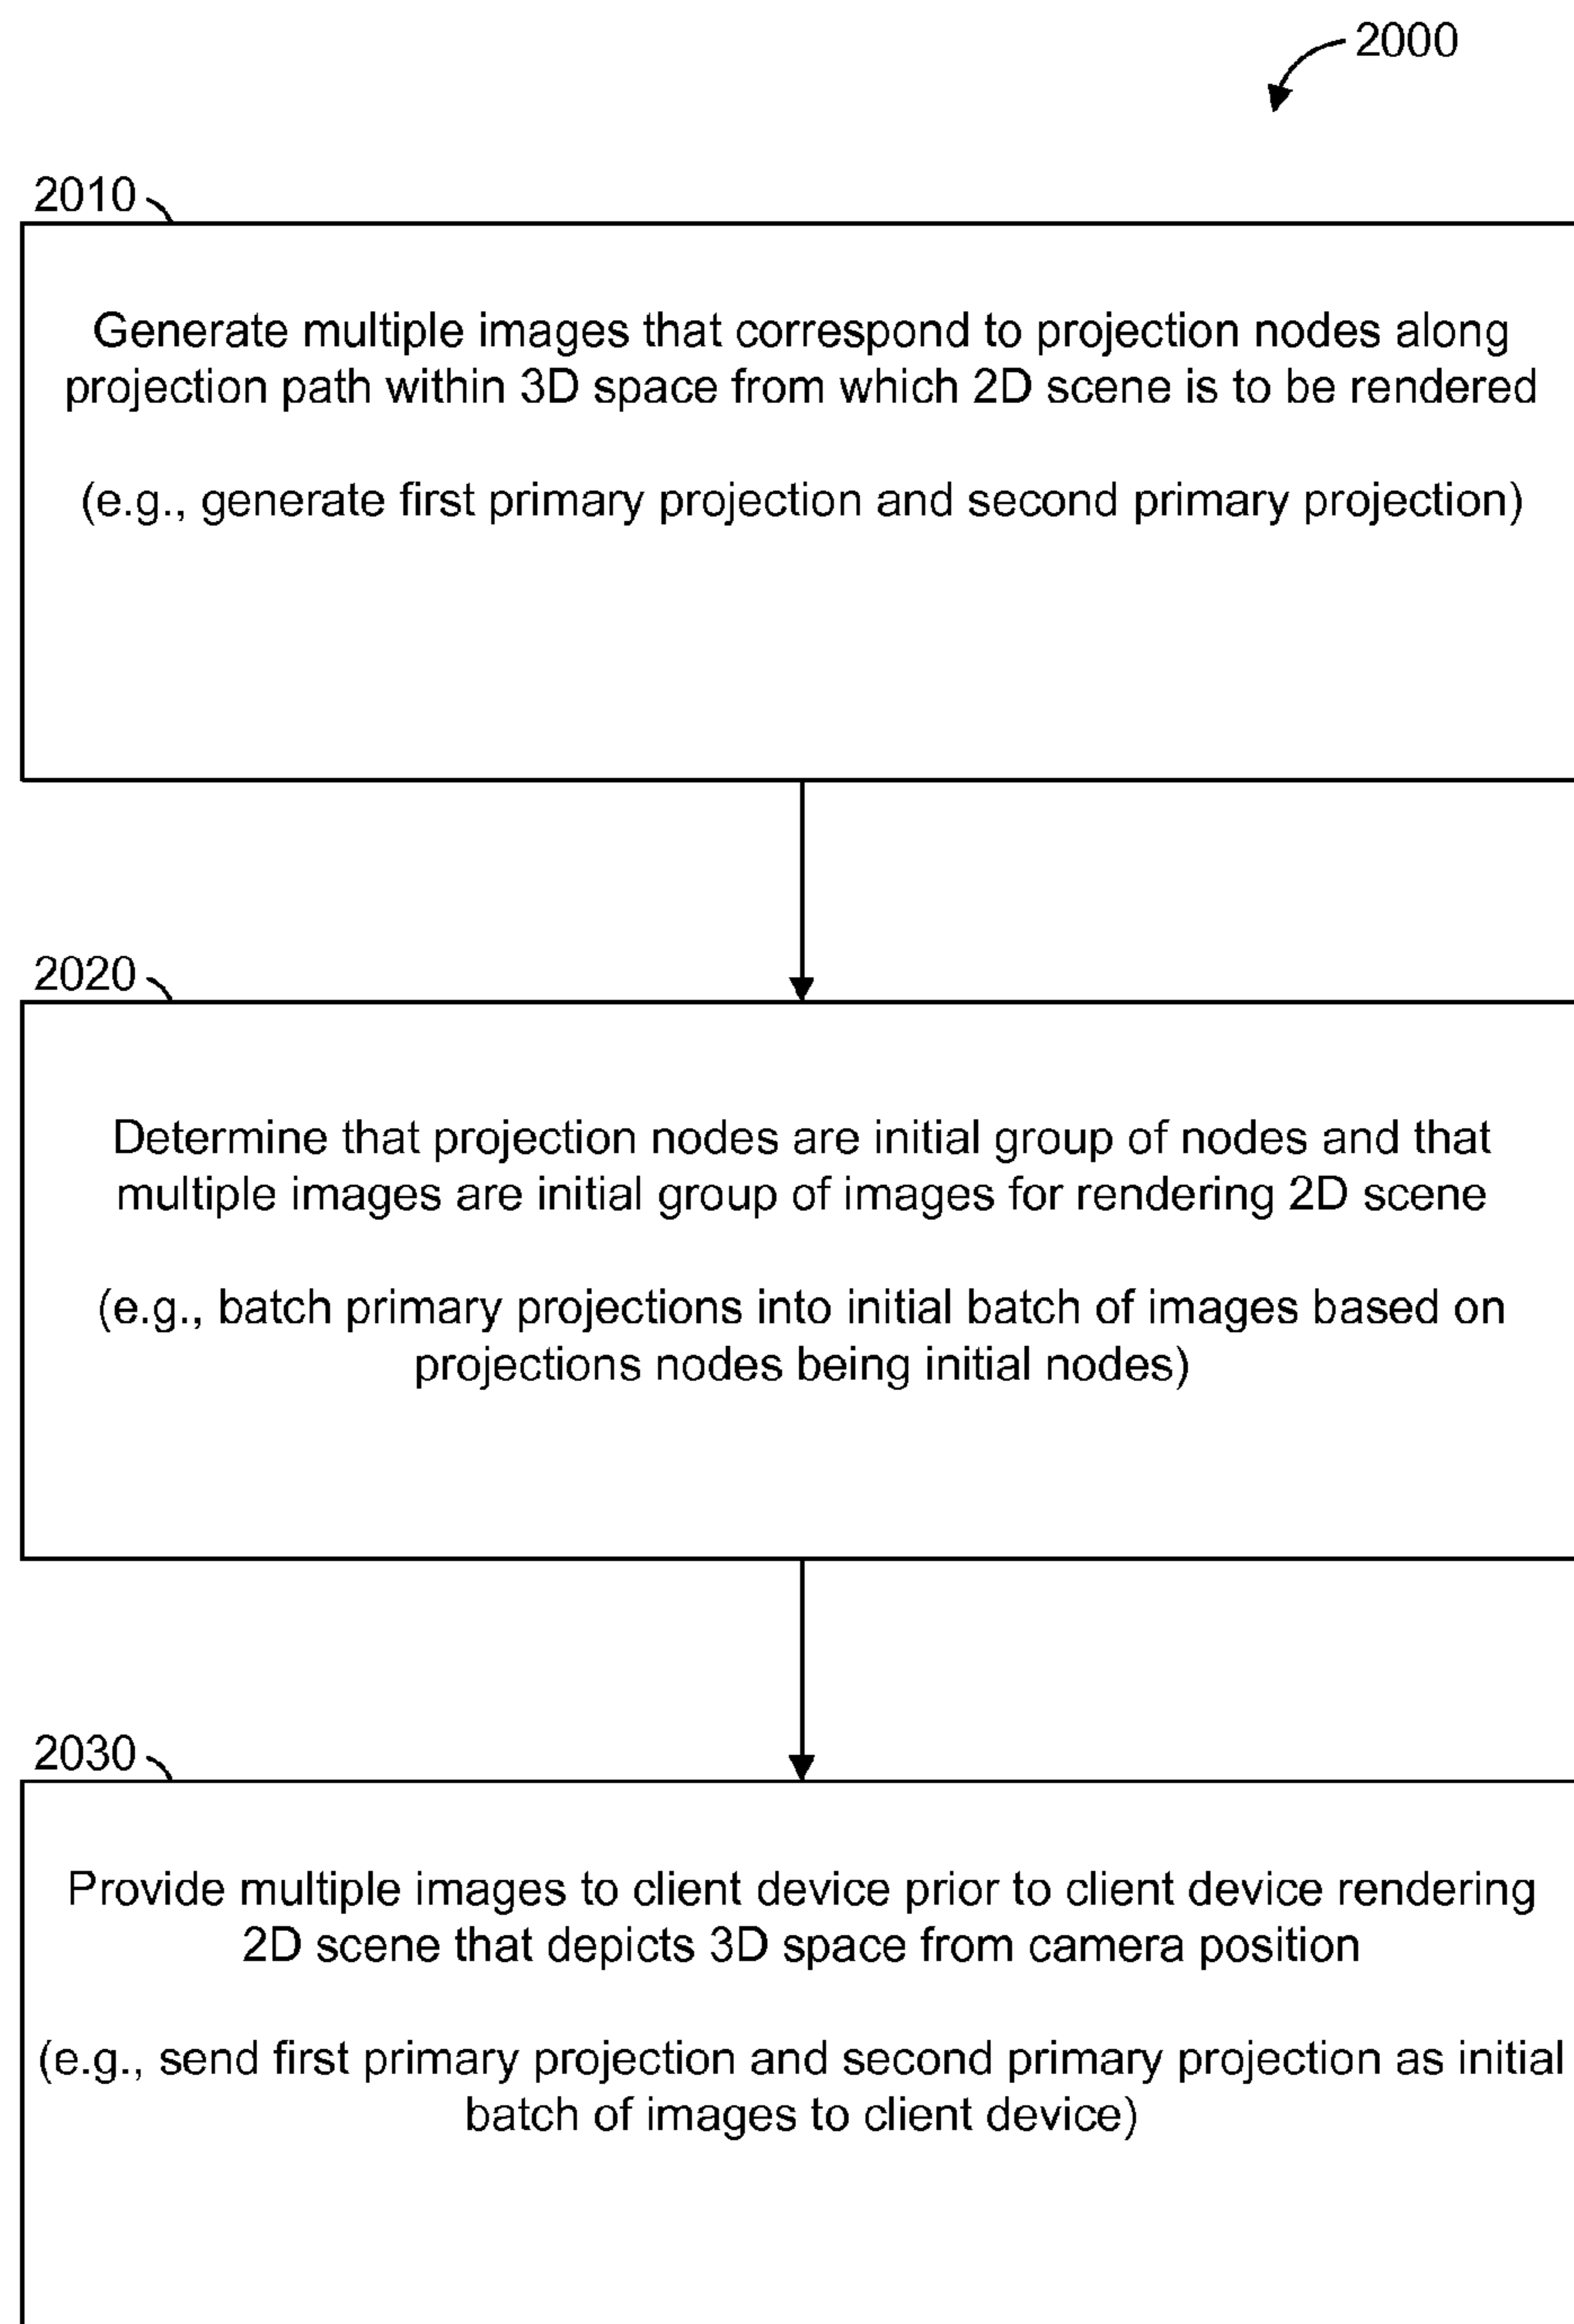 2000
2010
Generate multiple images that correspond to projection nodes along
projection path within 3D space from which 2D scene is to be rendered
(e.g., generate first primary projection and second primary projection)
2020
Determine that projection nodes are initial group of nodes and that
multiple images are initial group of images for rendering 2D scene
(e.g., batch primary projections into initial batch of images based on
projections nodes being initial nodes)
2030
Provide multiple images to client device prior to client device rendering
2D scene that depicts 3D space from camera position
(e.g., send first primary projection and second primary projection as initial
batch of images to client device)